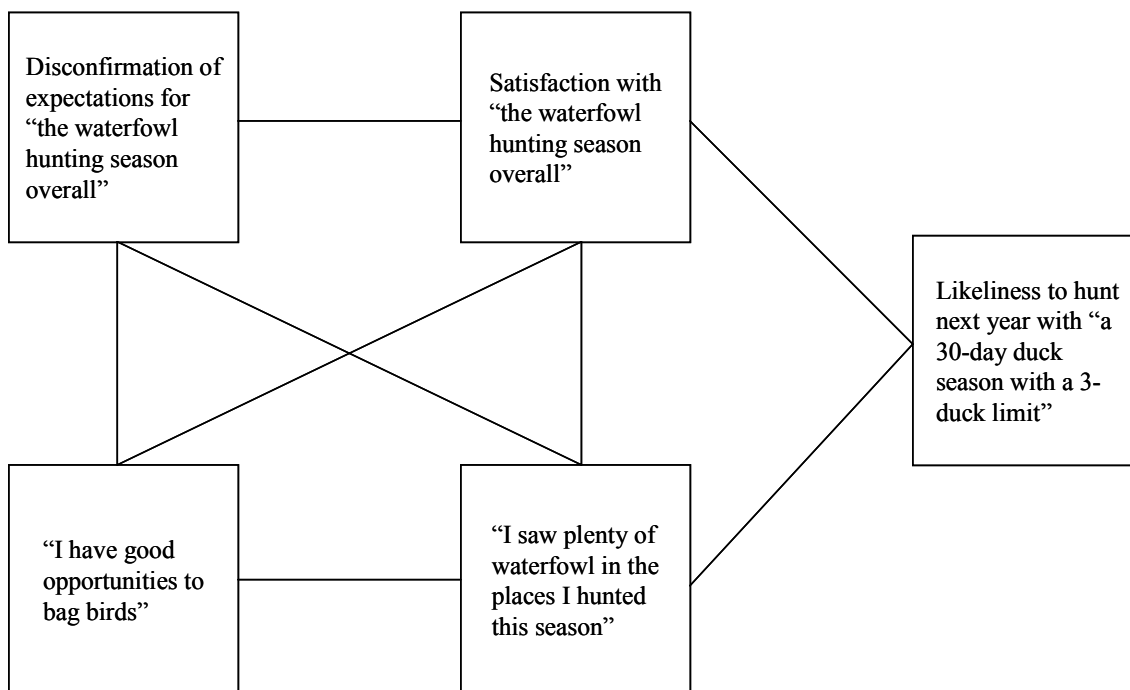 Disconfirmation of
expectations for
“the waterfowl
hunting season
overall”
Satisfaction with
“the waterfowl
hunting season
overall”
Likeliness to hunt
next year with “a
30-day duck
season with a 3-
duck limit”
“I have good
opportunities to
bag birds”
“I saw plenty of
waterfowl in the
places I hunted
this season”